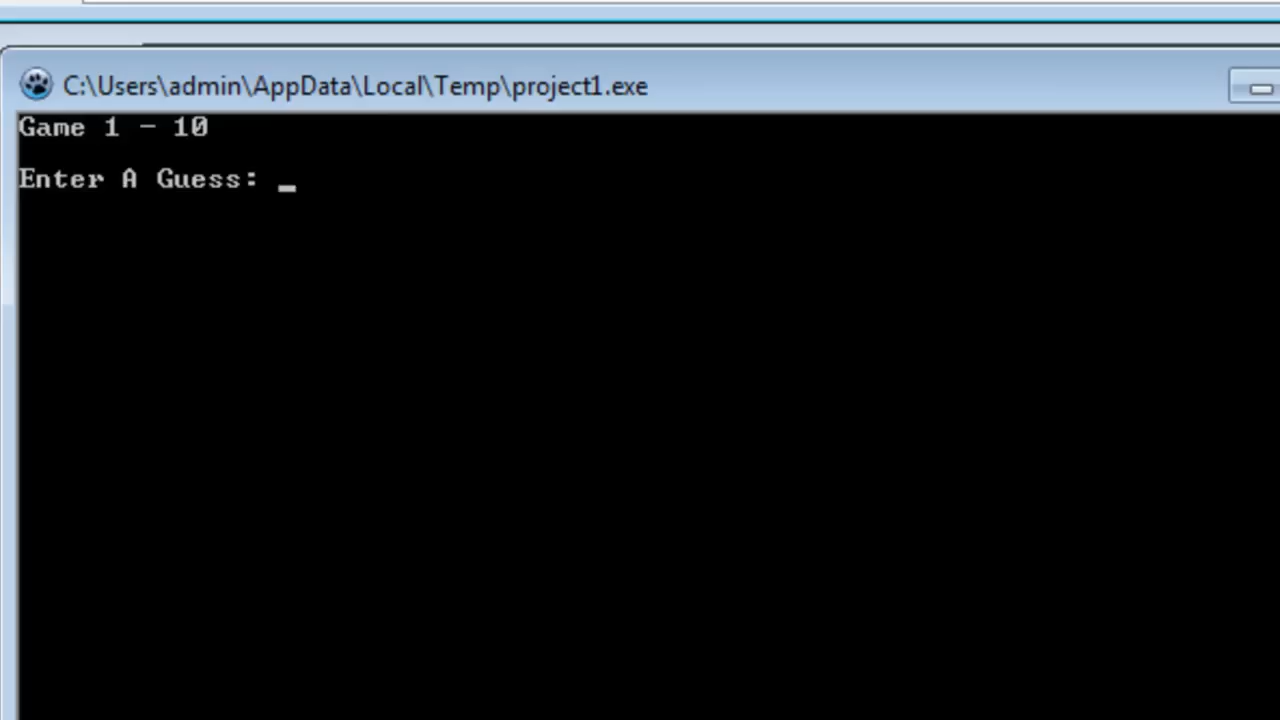 C:\Users\admin\AppData\Local\Temp\project1.exe
Game 1 - 10
Enter A Guess: _